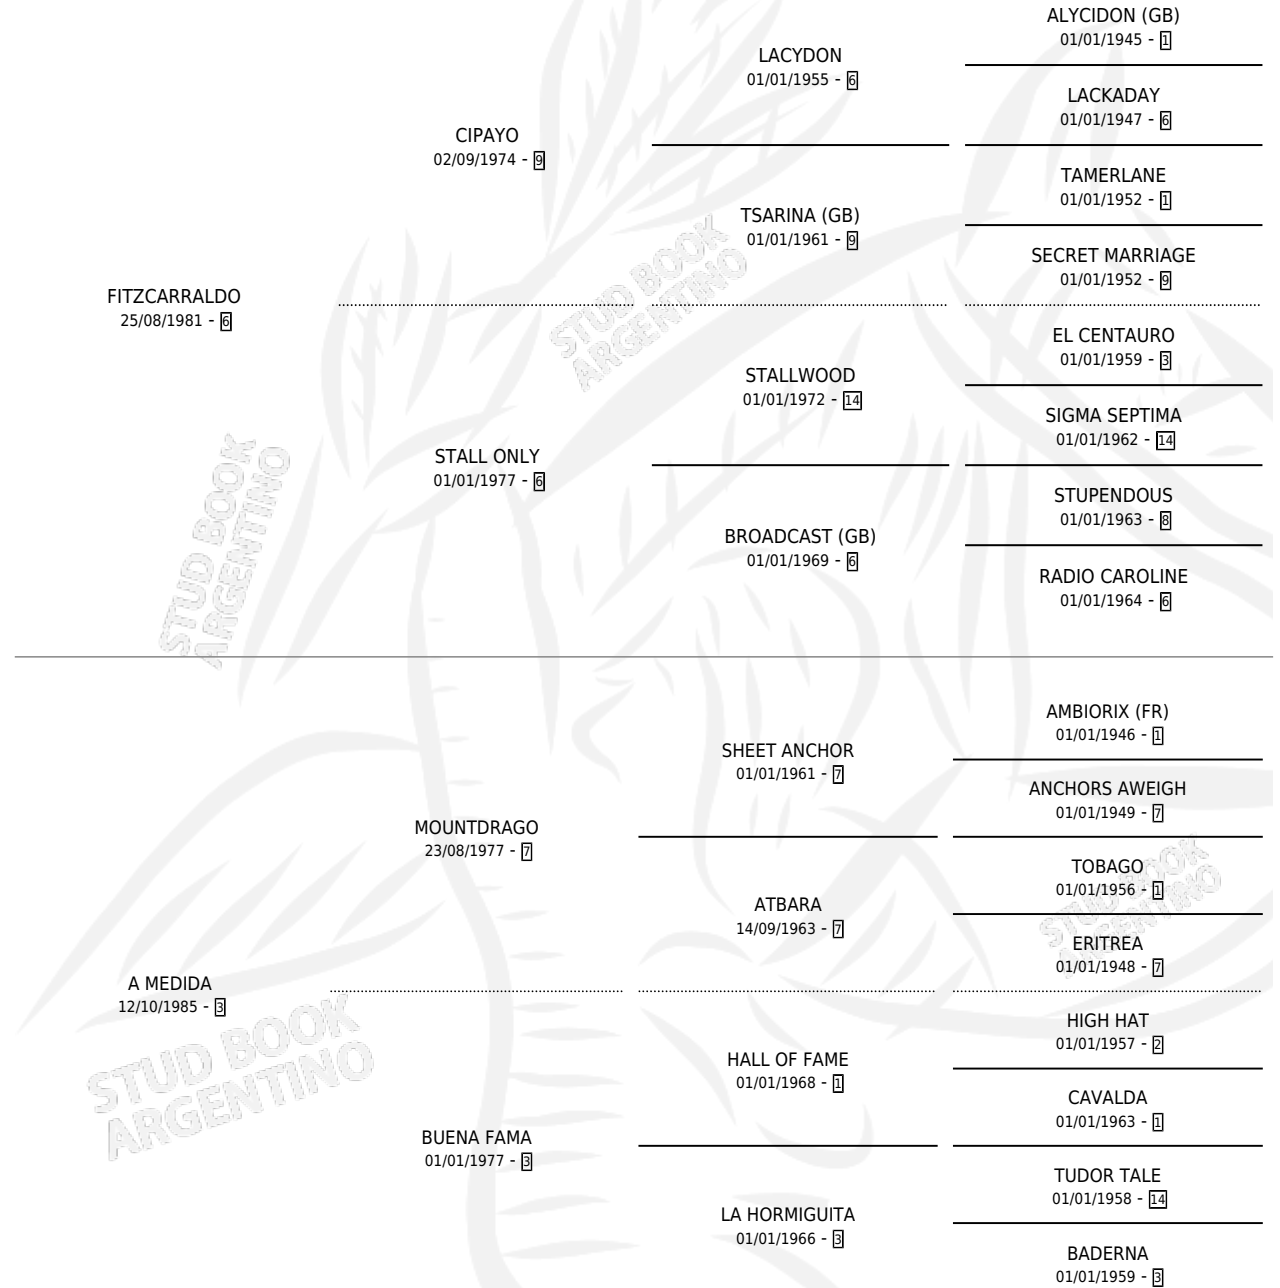 ALYCIDON (GB)
01/01/1945 - 1
LACYDON
01/01/1955 - 6
LACKADAY
01/01/1947 - 6
CIPAYO
02/09/1974 - 9
TAMERLANE
01/01/1952 - 1
TSARINA (GB)
01/01/1961 - 9
SECRET MARRIAGE
01/01/1952 - 9
FITZCARRALDO
25/08/1981 - 6
EL CENTAURO
01/01/1959 - 3
STALLWOOD
01/01/1972 - 14
SIGMA SEPTIMA
01/01/1962 - 14
STALL ONLY
01/01/1977 - 6
STUPENDOUS
01/01/1963 - 8
BROADCAST (GB)
01/01/1969 - 6
RADIO CAROLINE
01/01/1964 - 6
AMBIORIX (FR)
01/01/1946 - 1
SHEET ANCHOR
01/01/1961 - 7
ANCHORS AWEIGH
01/01/1949 - 7
MOUNTDRAGO
23/08/1977 - 7
TOBAGO
01/01/1956 - 1
ATBARA
14/09/1963 - 7
ERITREA
01/01/1948 - 7
A MEDIDA
12/10/1985 - 3
HIGH HAT
01/01/1957 - 2
HALL OF FAME
01/01/1968 - 1
CAVALDA
01/01/1963 - 1
BUENA FAMA
01/01/1977 - 3
TUDOR TALE
01/01/1958 - 14
LA HORMIGUITA
01/01/1966 - 3
BADERNA
01/01/1959 - 3
STUD BOOK
ARGENTINO
STUD BOOK
ARGENTINO
STUD BOOK
ARGENTINO
STUD BOOK
ARGENTINO